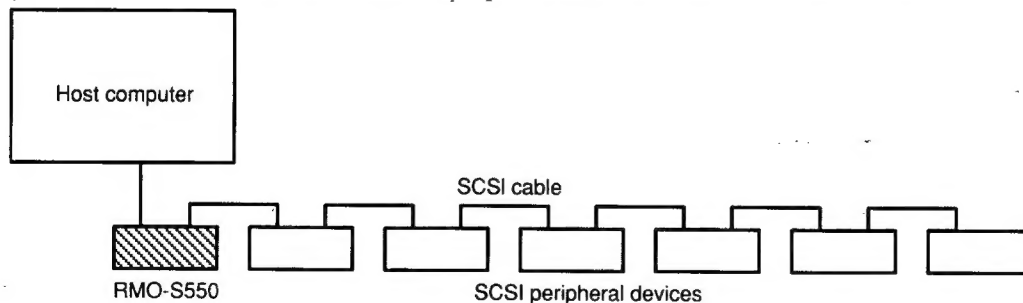 Host computer
SCSI cable
RMO-S550
SCSI peripheral devices